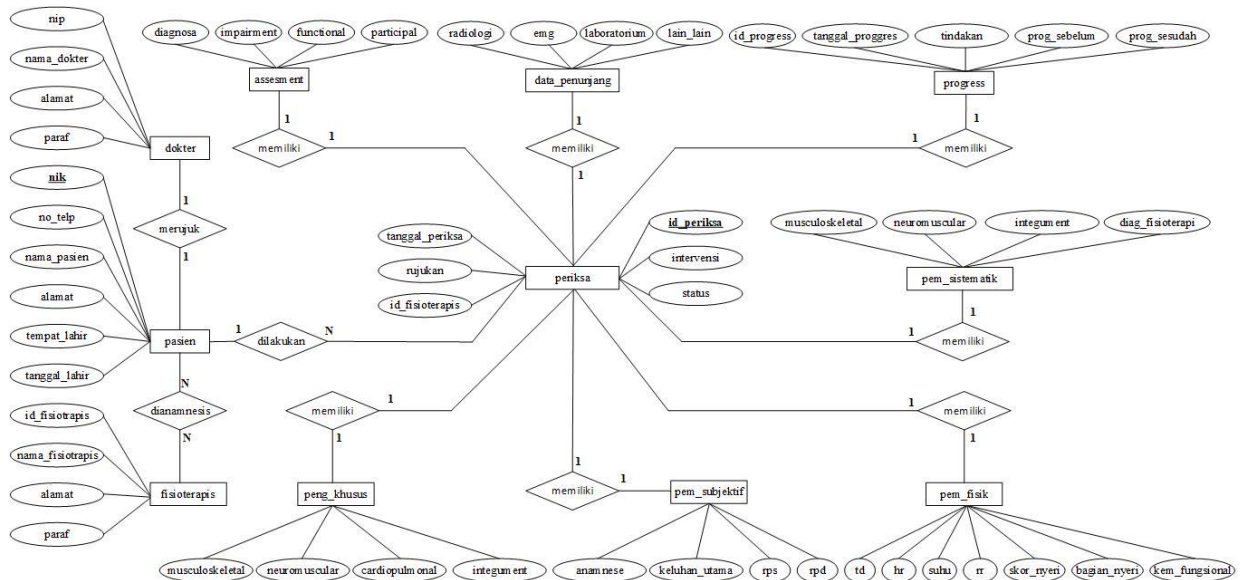 nip
nama_dokter
alamat
paraf
dokter
1
merujuk
1
nik
no_telp
nama_pasien
alamat
tempat_lahir
tanggal_lahir
pasien
1
dilakukan
N
N
dianamnesis
N
id_fisiotrapis
nama_fisiotrapis
alamat
paraf
fisioterapis
diagnosa
impairment
functional
participal
assesment
1
memiliki
1
radiologi
emg
laboratorium
lain_lain
data_penunjang
1
memiliki
1
id_progress
tanggal_proggres
tindakan
prog_sebelum
prog_sesudah
progress
1
memiliki
1
tanggal_periksa
rujukan
id_fisioterapis
periksa
id_periksa
intervensi
status
musculoskeletal
neuromuscular
integument
diag_fisioterapi
pem_sistematik
1
memiliki
1
memiliki
1
1
peng_khusus
musculoskeletal
neuromuscular
cardiopulmonal
integument
1
memiliki
1
pem_subjektif
anamnese
keluhan_utama
rps
rpd
1
memiliki
1
pem_fisik
td
hr
suhu
rr
skor_nyeri
bagian_nyeri
kem_fungsional